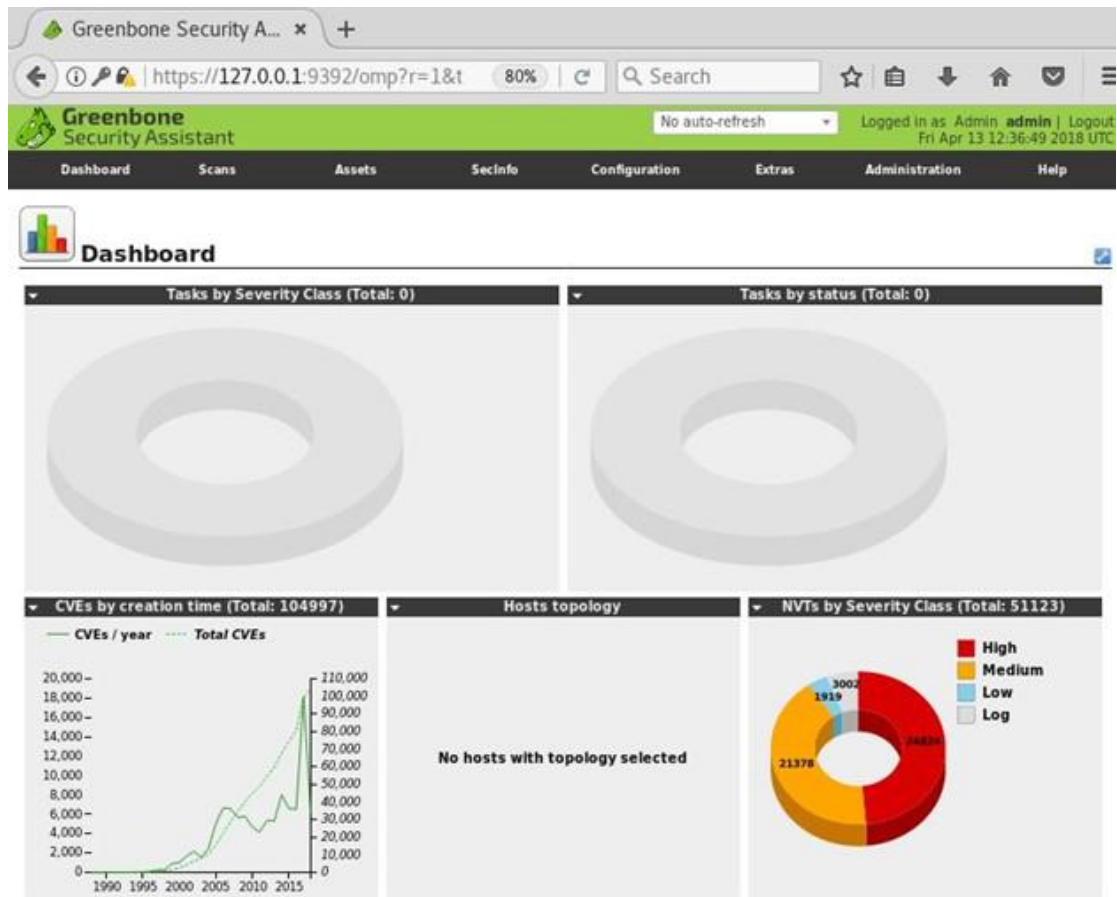 Greenbone Security A...
https://127.0.0.1:9392/omp?r=1&t 80% Search
Greenbone
Security Assistant
No auto-refresh
Logged in as Admin admin | Logout
Fri Apr 13 12:36:49 2018 UTC
Dashboard Scans Assets SecInfo Configuration Extras Administration Help
Dashboard
Tasks by Severity Class (Total: 0)
Tasks by status (Total: 0)
CVEs by creation time (Total: 104997)
CVEs / year Total CVEs
20,000
18,000
16,000
14,000
12,000
10,000
8,000
6,000
4,000
2,000
0
110,000
100,000
90,000
80,000
70,000
60,000
50,000
40,000
30,000
20,000
10,000
0
1990 1995 2000 2005 2010 2015
Hosts topology
No hosts with topology selected
NVTs by Severity Class (Total: 51123)
High
Medium
Low
Log
3002
1919
21378